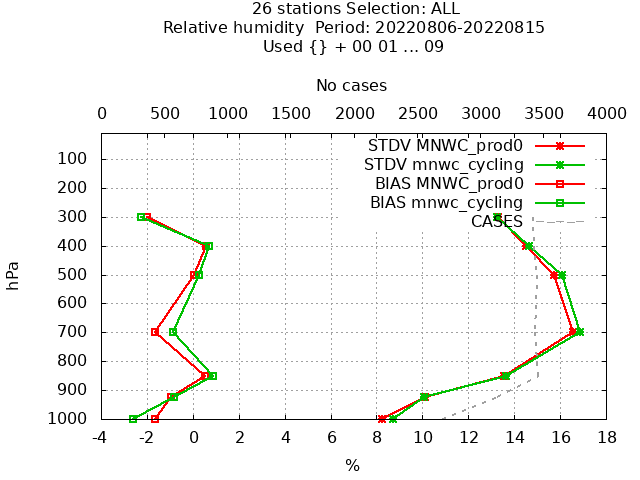 26 stations Selection: ALL
Relative humidity  Period: 20220806-20220815
Used {} + 00 01 ... 09
No cases
0 500 1000 1500 2000 2500 3000 3500 4000
STDV MNWC_prod0
STDV mnwc_cycling
BIAS MNWC_prod0
BIAS mnwc_cycling
CASES
100
200
300
400
500
600
700
800
900
1000
hPa
-4 -2 0 2 4 6 8 10 12 14 16 18
%